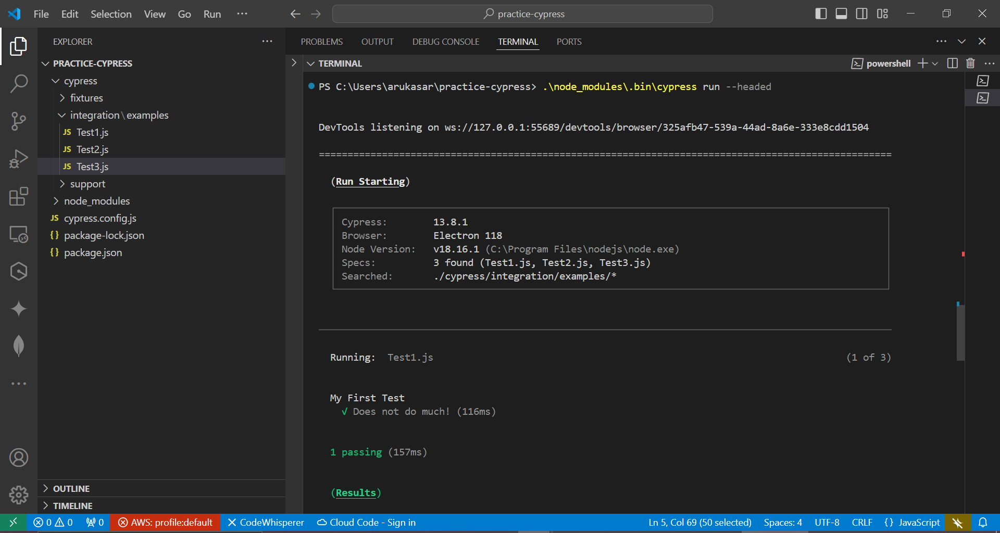 File Edit Selection View Go Run ···
practice-cypress
EXPLORER
PRACTICE-CYPRESS
cypress
fixtures
integration\examples
JS Test1.js
JS Test2.js
JS Test3.js
support
node_modules
JS cypress.config.js
{} package-lock.json
{} package.json
OUTLINE
TIMELINE
PROBLEMS OUTPUT DEBUG CONSOLE TERMINAL PORTS
TERMINAL
powershell
PS C:\Users\arukasar\practice-cypress> .\node_modules\.bin\cypress run --headed
DevTools listening on ws://127.0.0.1:55689/devtools/browser/325afb47-539a-44ad-8a6e-333e8cdd1504
====================================================================================================
(Run Starting)
Cypress: 13.8.1
Browser: Electron 118
Node Version: v18.16.1 (C:\Program Files\nodejs\node.exe)
Specs: 3 found (Test1.js, Test2.js, Test3.js)
Searched: ./cypress/integration/examples/*
Running: Test1.js (1 of 3)
My First Test
√ Does not do much! (116ms)
1 passing (157ms)
(Results)
0 0 0 AWS: profile:default CodeWhisperer Cloud Code - Sign in Ln 5, Col 69 (50 selected) Spaces: 4 UTF-8 CRLF {} JavaScript